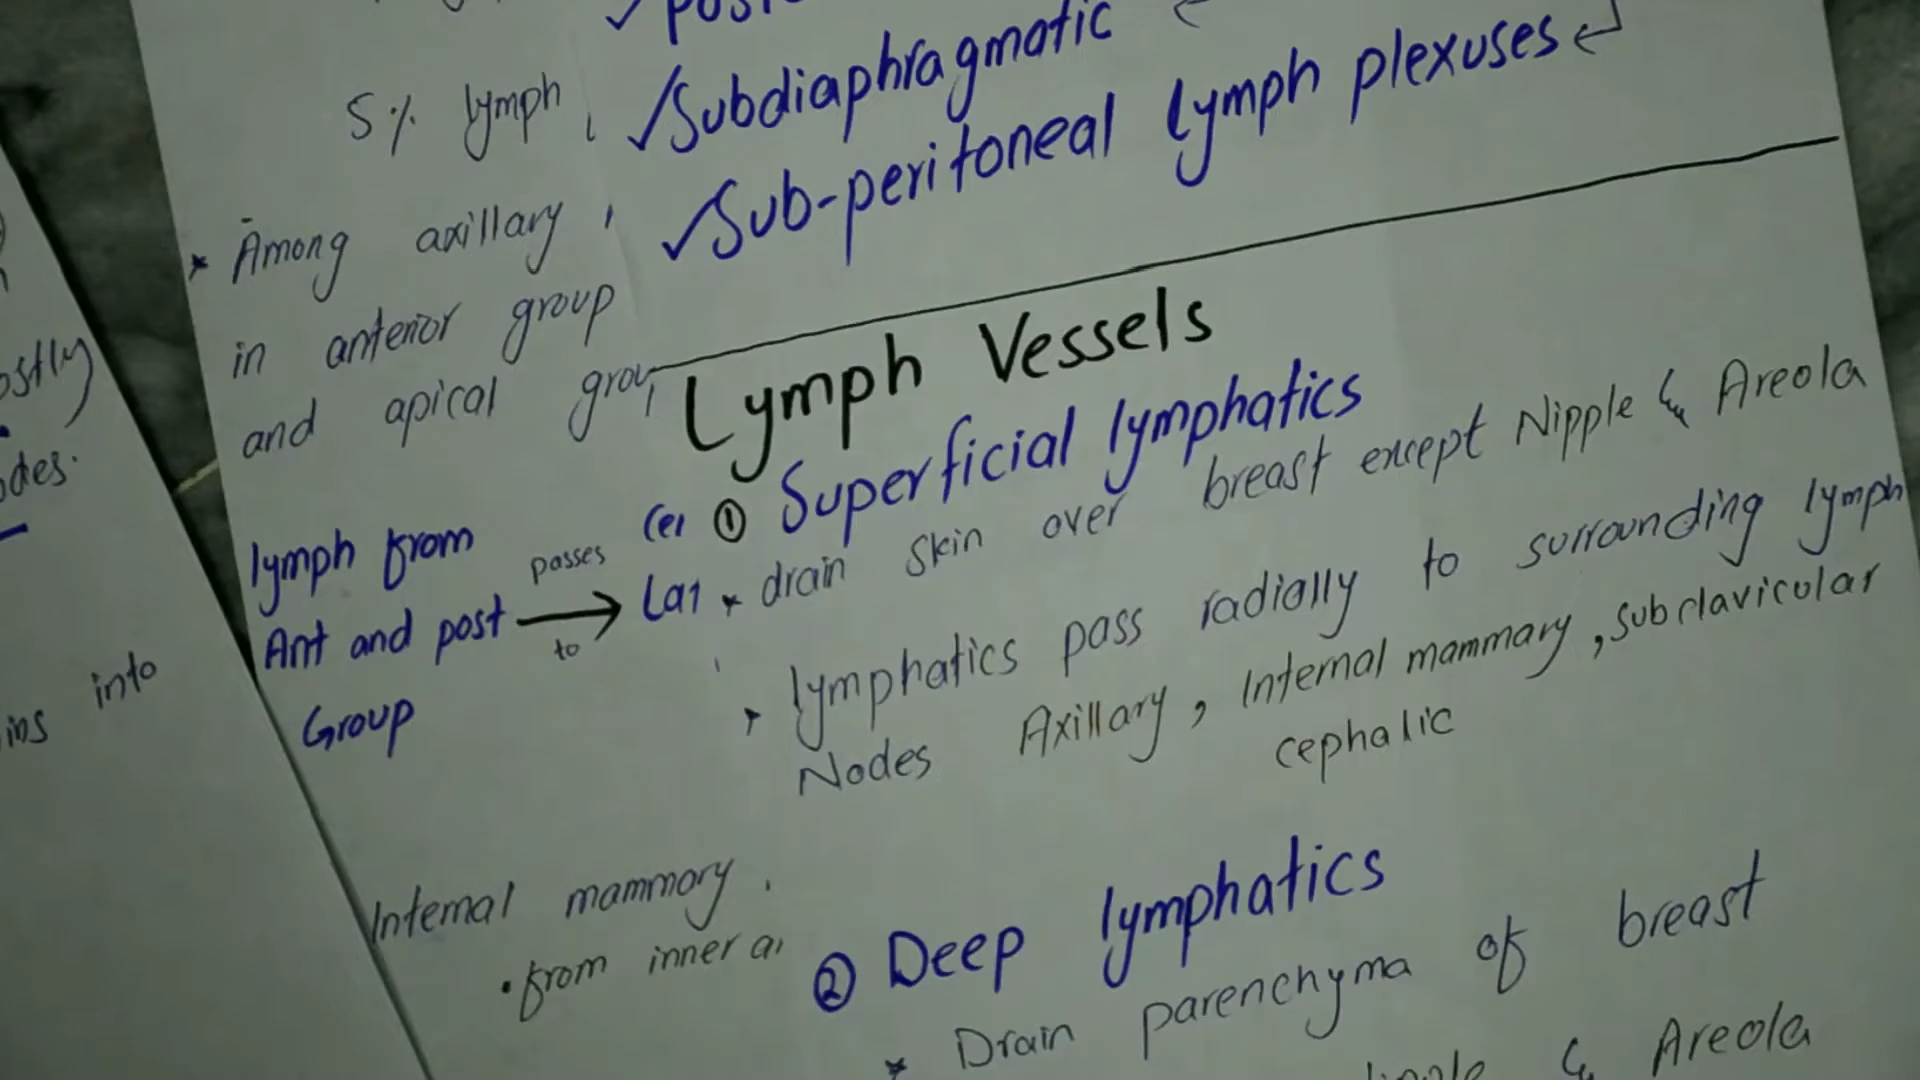 ✓Subdiaphragmatic
✓Sub-peritoneal lymph plexuses
Lymph Vessels
① Superficial lymphatics
* drain skin over breast except Nipple & Areola
* lymphatics pass radially to surrounding lymph
Nodes Axillary, Internal mammary, subclavicular
cephalic
② Deep lymphatics
* Drain parenchyma of breast
& Areola
5% lymph
* Among axillary
in anterior group
and apical
lymph from
Ant and post passes to →
Group
Internal mammary
• from inner
into